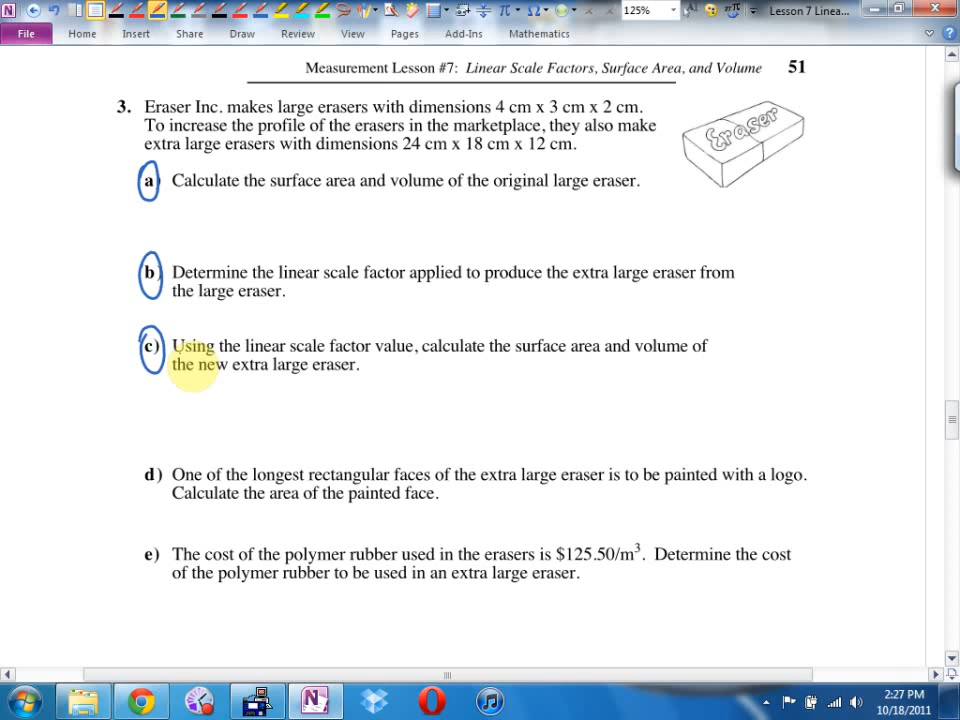 125%
Lesson 7 Linea...
File Home Insert Share Draw Review View Pages Add-Ins Mathematics
Measurement Lesson #7: Linear Scale Factors, Surface Area, and Volume 51
3. Eraser Inc. makes large erasers with dimensions 4 cm x 3 cm x 2 cm.
To increase the profile of the erasers in the marketplace, they also make
extra large erasers with dimensions 24 cm x 18 cm x 12 cm.
Eraser
a) Calculate the surface area and volume of the original large eraser.
b) Determine the linear scale factor applied to produce the extra large eraser from
the large eraser.
c) Using the linear scale factor value, calculate the surface area and volume of
the new extra large eraser.
d) One of the longest rectangular faces of the extra large eraser is to be painted with a logo.
Calculate the area of the painted face.
e) The cost of the polymer rubber used in the erasers is $125.50/m³. Determine the cost
of the polymer rubber to be used in an extra large eraser.
2:27 PM
10/18/2011